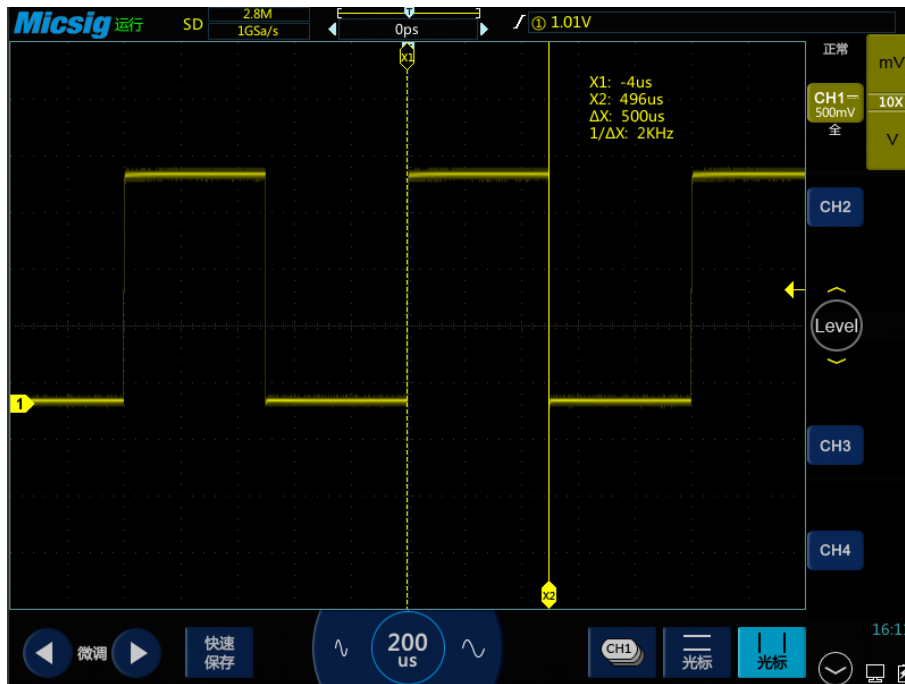 Micsig 运行
SD
2.8M
1GSa/s
T
0ps
① 1.01V
X1
X1: -4us
X2: 496us
ΔX: 500us
1/ΔX: 2KHz
正常
CH1
500mV
全
mV
10X
V
CH2
Level
1
CH3
CH4
X2
微调
快速
保存
200
us
CH1
光标
光标